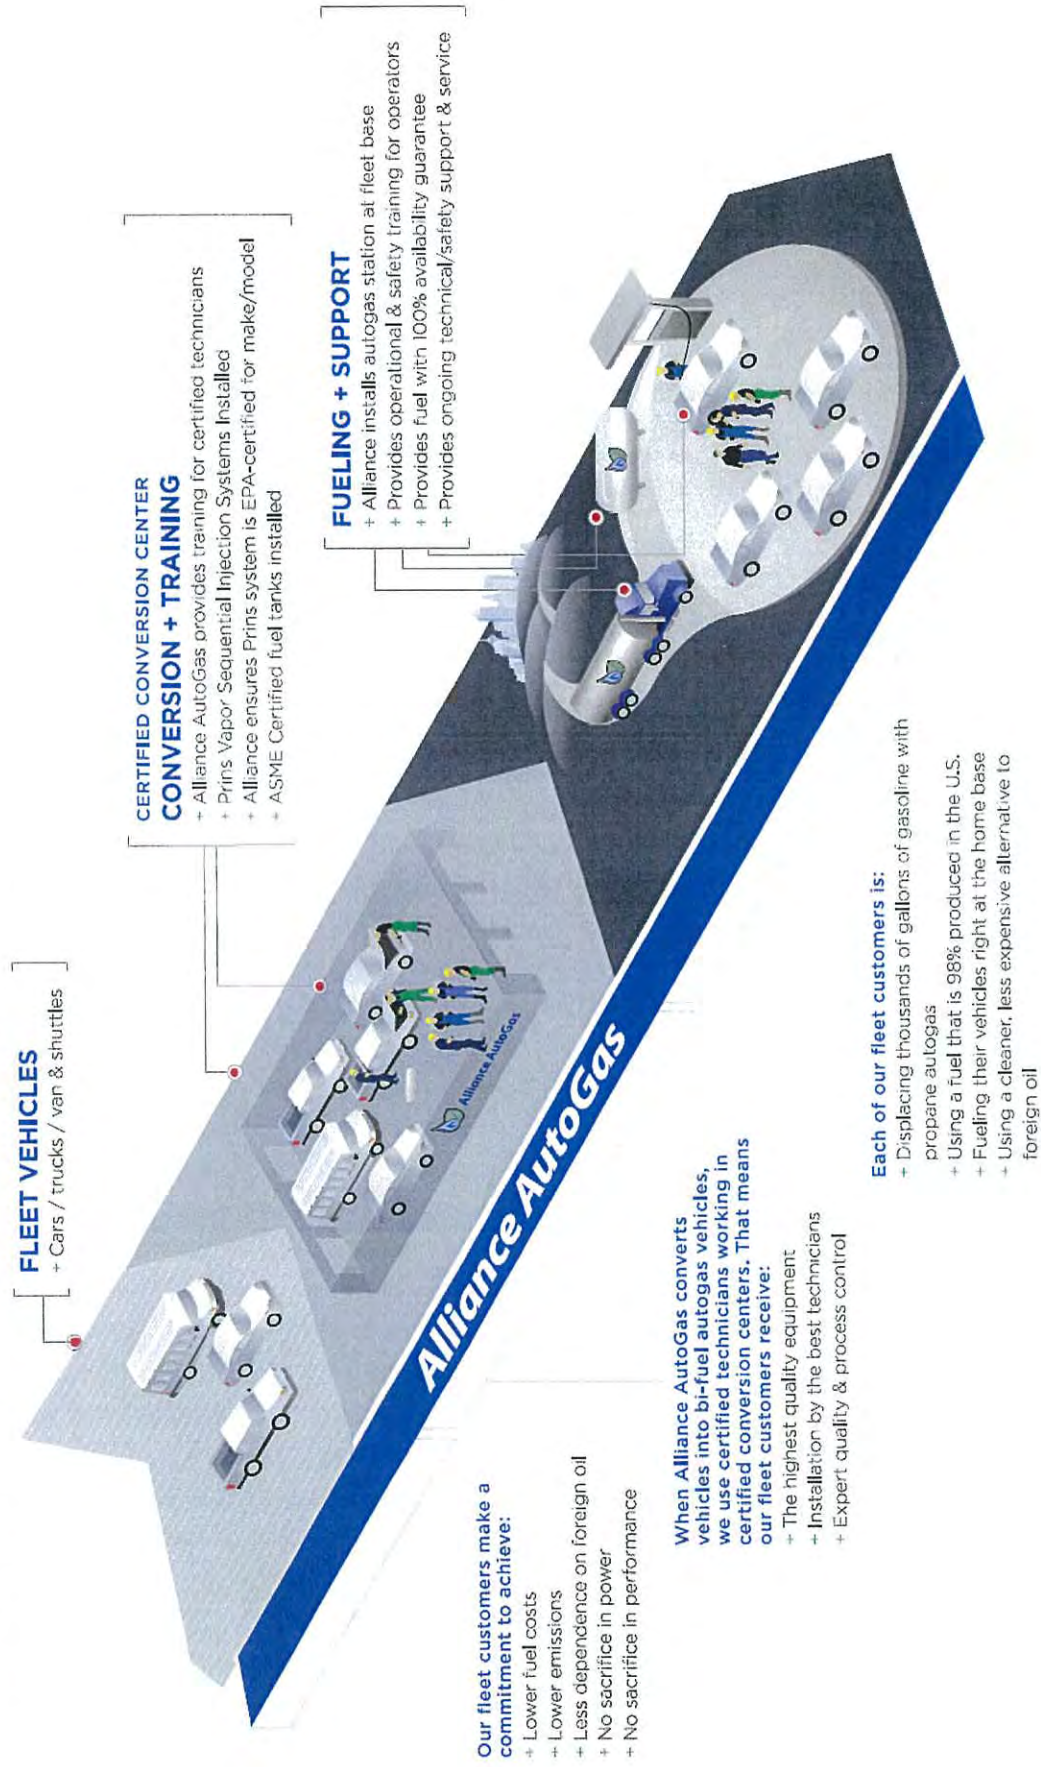 FLEET VEHICLES
+ Cars / trucks / van & shuttles
CERTIFIED CONVERSION CENTER
CONVERSION + TRAINING
+ Alliance AutoGas provides training for certified technicians
+ Prins Vapor Sequential Injection Systems Installed
+ Alliance ensures Prins system is EPA-certified for make/model
+ ASME Certified fuel tanks installed
FUELING + SUPPORT
+ Alliance installs autogas station at fleet base
+ Provides operational & safety training for operators
+ Provides fuel with 100% availability guarantee
+ Provides ongoing technical/safety support & service
Alliance AutoGas
Alliance AutoGas
Our fleet customers make a
commitment to achieve:
+ Lower fuel costs
+ Lower emissions
+ Less dependence on foreign oil
+ No sacrifice in power
+ No sacrifice in performance
When Alliance AutoGas converts
vehicles into bi-fuel autogas vehicles,
we use certified technicians working in
certified conversion centers. That means
our fleet customers receive:
+ The highest quality equipment
+ Installation by the best technicians
+ Expert quality & process control
Each of our fleet customers is:
+ Displacing thousands of gallons of gasoline with
propane autogas
+ Using a fuel that is 98% produced in the U.S.
+ Fueling their vehicles right at the home base
+ Using a cleaner, less expensive alternative to
foreign oil